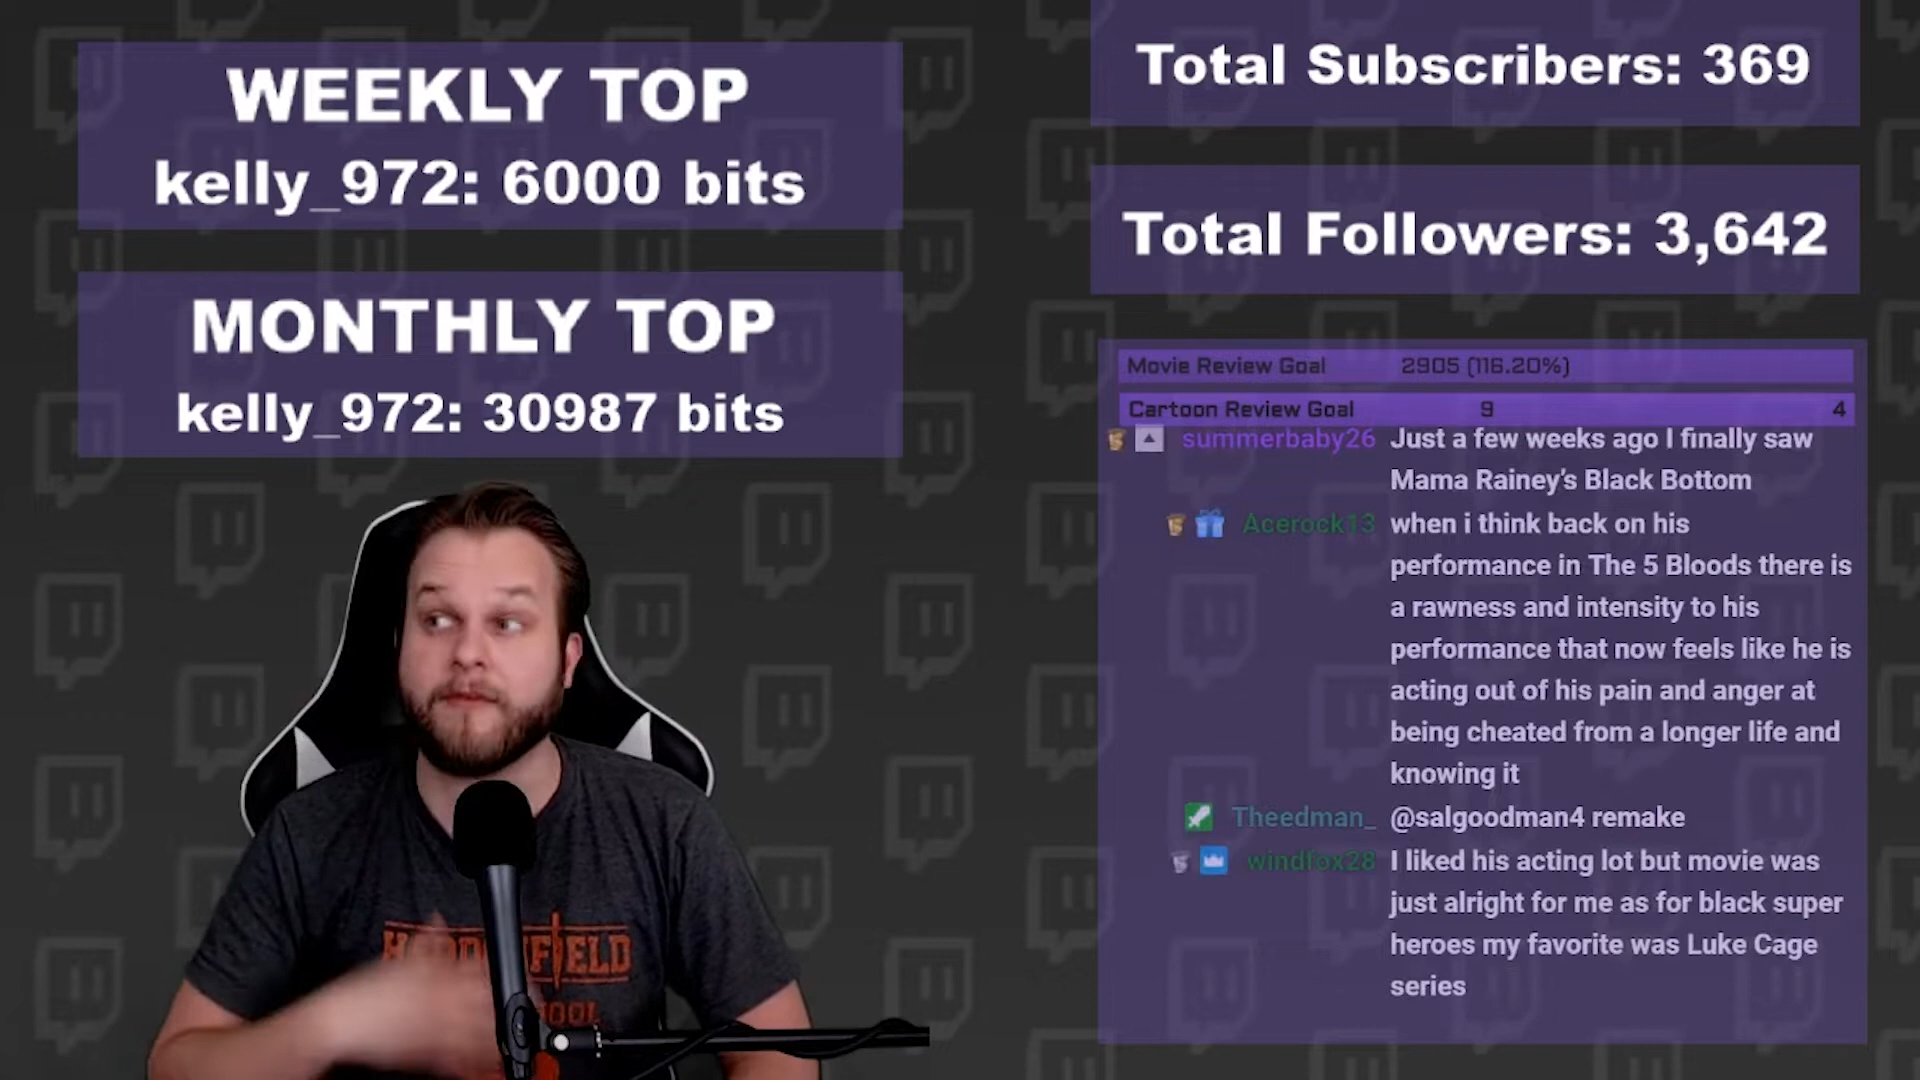 WEEKLY TOP
kelly_972: 6000 bits
MONTHLY TOP
kelly_972: 30987 bits
Total Subscribers: 369
Total Followers: 3,642
Movie Review Goal 2905 (116.20%)
Cartoon Review Goal 9 4
summerbaby26 Just a few weeks ago I finally saw
Mama Rainey’s Black Bottom
Acerock13 when i think back on his
performance in The 5 Bloods there is
a rawness and intensity to his
performance that now feels like he is
acting out of his pain and anger at
being cheated from a longer life and
knowing it
Theedman_ @salgoodman4 remake
windfox28 I liked his acting lot but movie was
just alright for me as for black super
heroes my favorite was Luke Cage
series